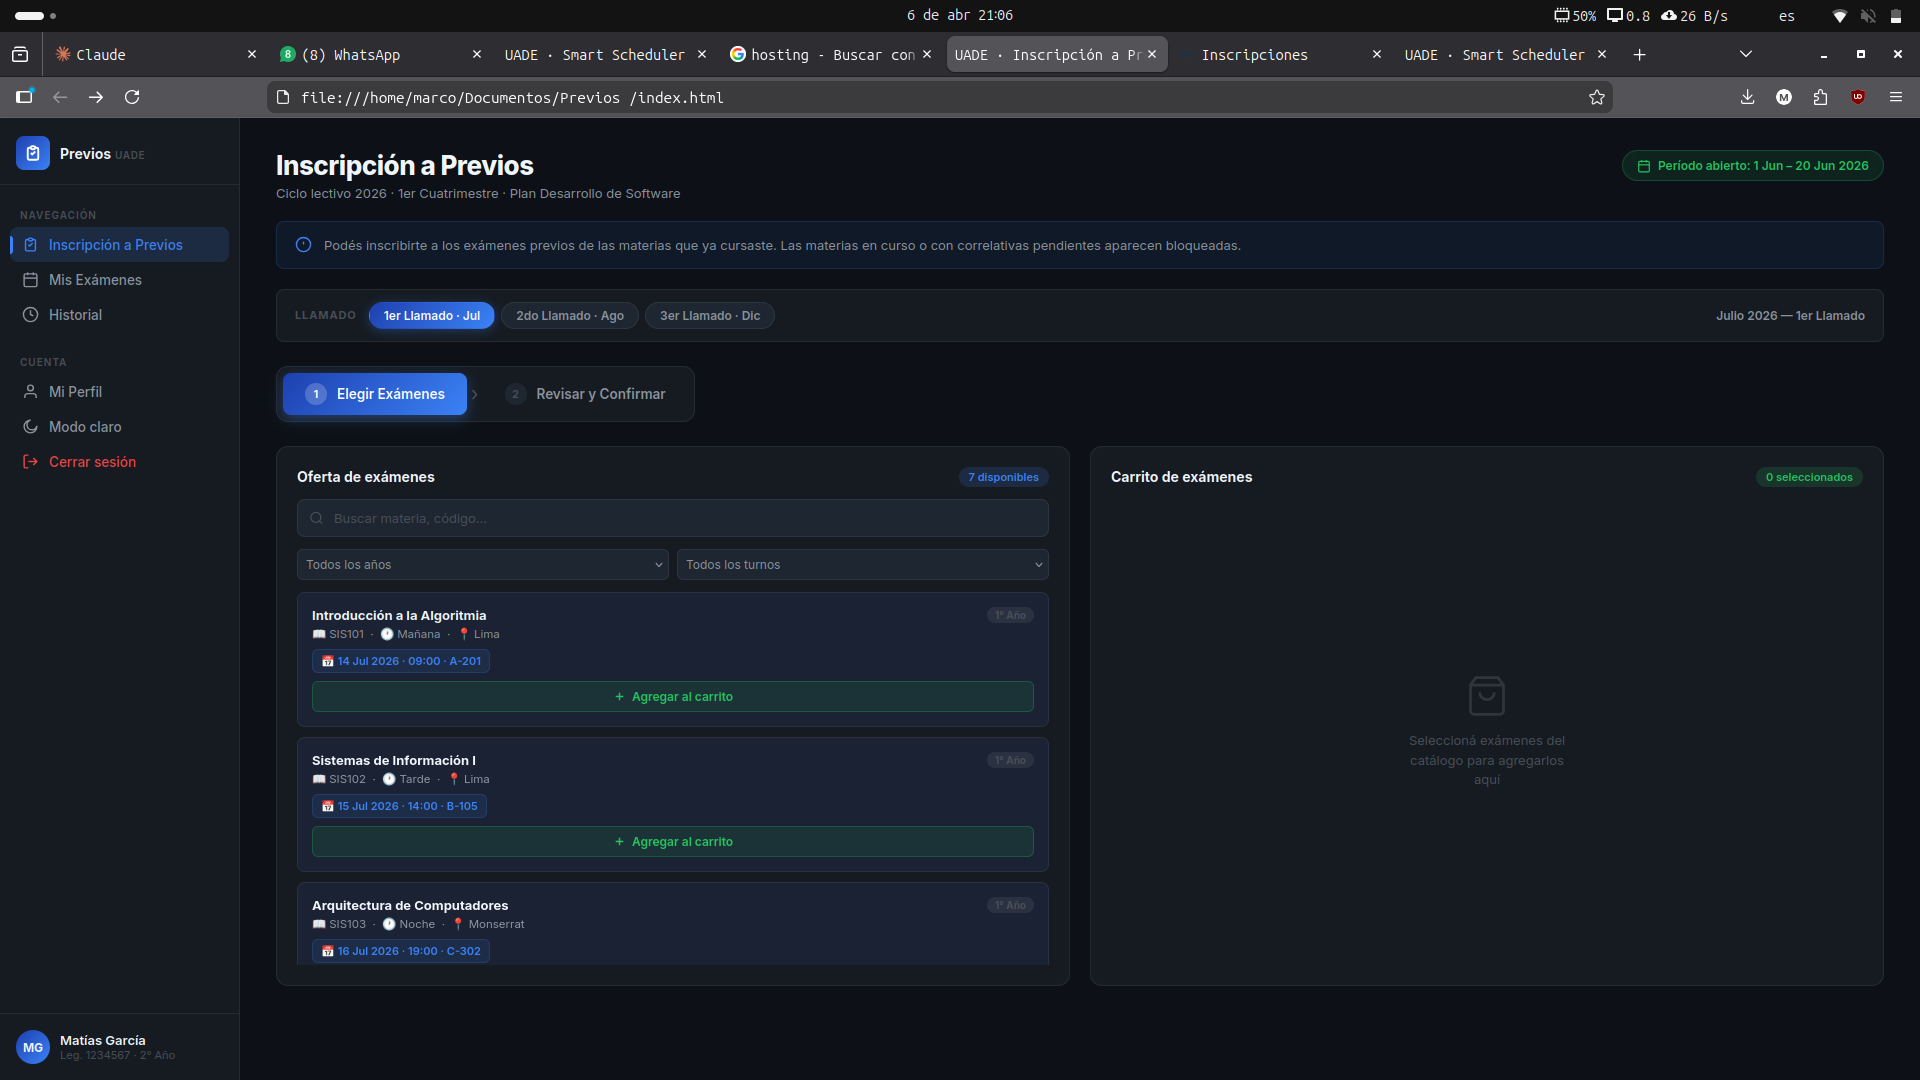 6 de abr 21:06
50% 0.8 26 B/s es
Claude
8 (8) WhatsApp
UADE · Smart Scheduler
hosting - Buscar con
UADE · Inscripción a Pr
Inscripciones
UADE · Smart Scheduler
file:///home/marco/Documentos/Previos /index.html
M
UD
Previos UADE
NAVEGACIÓN
Inscripción a Previos
Mis Exámenes
Historial
CUENTA
Mi Perfil
Modo claro
Cerrar sesión
MG
Matías García
Leg. 1234567 · 2° Año
Inscripción a Previos
Ciclo lectivo 2026 · 1er Cuatrimestre · Plan Desarrollo de Software
Período abierto: 1 Jun – 20 Jun 2026
Podés inscribirte a los exámenes previos de las materias que ya cursaste. Las materias en curso o con correlativas pendientes aparecen bloqueadas.
LLAMADO 1er Llamado · Jul 2do Llamado · Ago 3er Llamado · Dic Julio 2026 — 1er Llamado
1 Elegir Exámenes › 2 Revisar y Confirmar
Oferta de exámenes 7 disponibles
Buscar materia, código...
Todos los años Todos los turnos
Introducción a la Algoritmia 1° Año
📖 SIS101 · 🕐 Mañana · 📍 Lima
📅 14 Jul 2026 · 09:00 · A-201
+ Agregar al carrito
Sistemas de Información I 1° Año
📖 SIS102 · 🕐 Tarde · 📍 Lima
📅 15 Jul 2026 · 14:00 · B-105
+ Agregar al carrito
Arquitectura de Computadores 1° Año
📖 SIS103 · 🕐 Noche · 📍 Monserrat
📅 16 Jul 2026 · 19:00 · C-302
Carrito de exámenes 0 seleccionados
Seleccioná exámenes del
catálogo para agregarlos
aquí